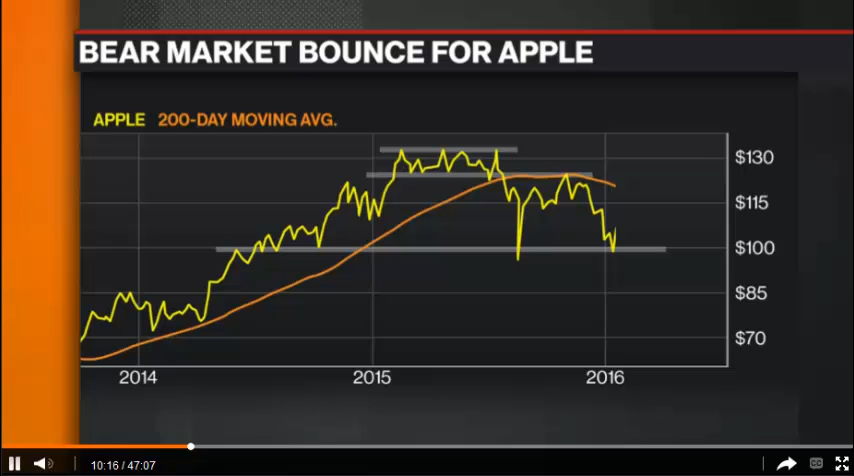 BEAR MARKET BOUNCE FOR APPLE
APPLE 200-DAY MOVING AVG.
$130
$115
$100
$85
$70
2014 2015 2016
10:16 / 47:07
CC